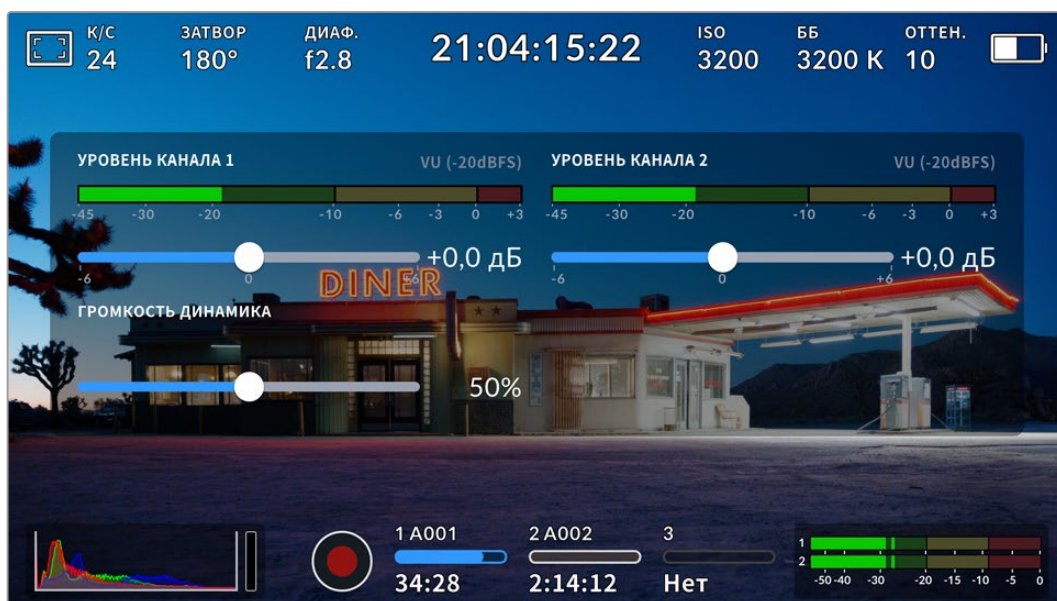 К/С ЗАТВОР ДИАФ. 21:04:15:22 ISO ББ ОТТЕН.
24 180° f2.8 3200 3200 K 10
УРОВЕНЬ КАНАЛА 1 VU (-20dBFS) УРОВЕНЬ КАНАЛА 2 VU (-20dBFS)
-45 -30 -20 -10 -6 -3 0 +3 -45 -30 -20 -10 -6 -3 0 +3
+0,0 дБ +0,0 дБ
-6 0 +6 -6 0 +6
DINER
ГРОМКОСТЬ ДИНАМИКА
50%
1 A001 2 A002 3
34:28 2:14:12 Нет
1
2
-50 -40 -30 -20 -15 -10 -5 0